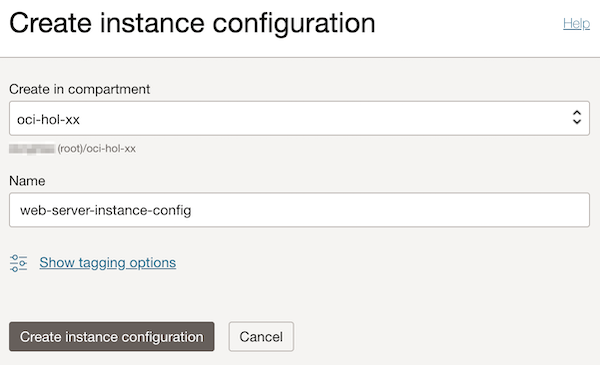 Create instance configuration
Help
Create in compartment
oci-hol-xx
(root)/oci-hol-xx
Name
web-server-instance-config
Show tagging options
Create instance configuration
Cancel